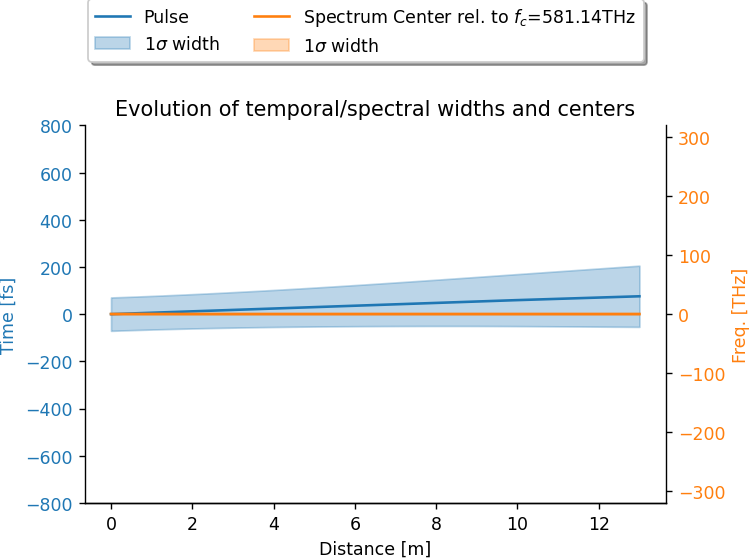 Pulse
1σ width
Spectrum Center rel. to f_c=581.14THz
1σ width
Evolution of temporal/spectral widths and centers
800
600
400
200
0
−200
−400
−600
−800
Time [fs]
300
200
100
0
−100
−200
−300
Freq. [THz]
0 2 4 6 8 10 12
Distance [m]